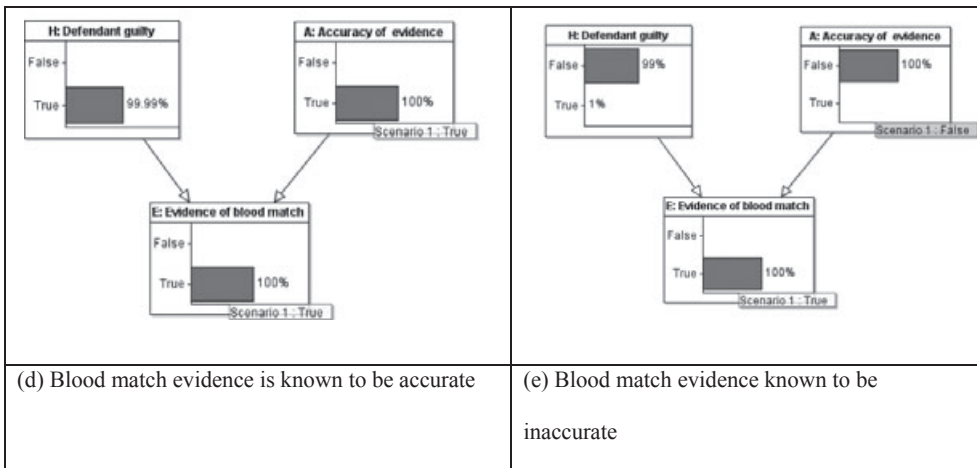 H: Defendant guilty
False
True
99.99%
A: Accuracy of evidence
False
True
100%
Scenario 1 : True
E: Evidence of blood match
False
True
100%
Scenario 1 : True
(d) Blood match evidence is known to be accurate
H: Defendant guilty
False
99%
True
1%
A: Accuracy of evidence
False
100%
True
Scenario 1 : False
E: Evidence of blood match
False
True
100%
Scenario 1 : True
(e) Blood match evidence known to be
inaccurate